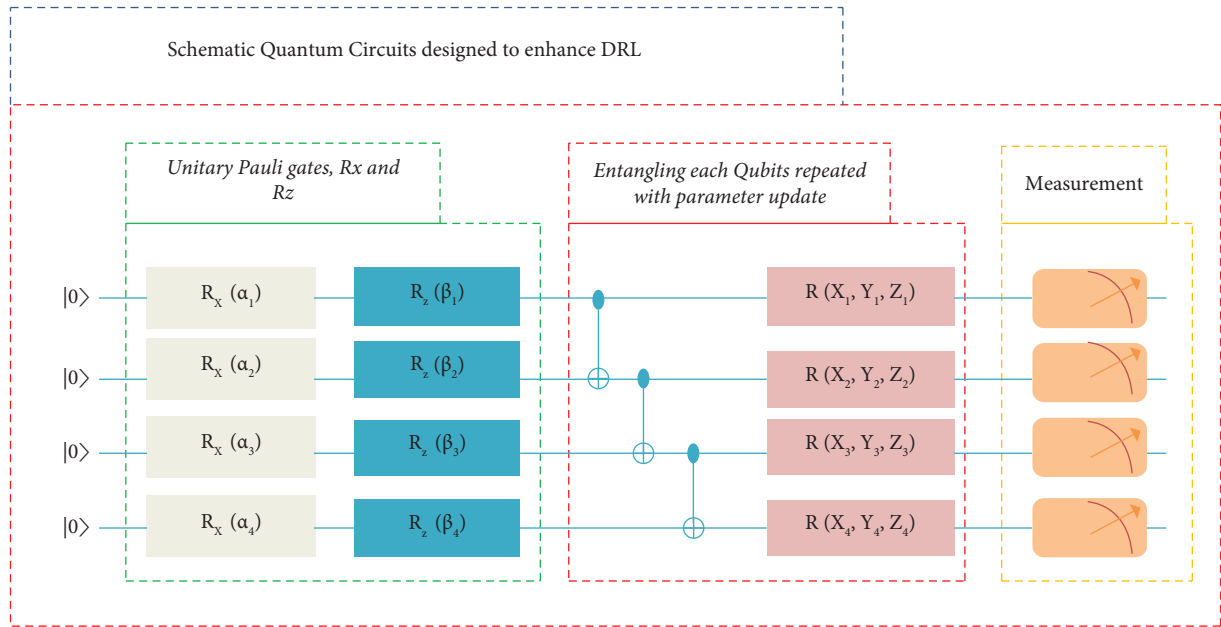 Schematic Quantum Circuits designed to enhance DRL
Unitary Pauli gates, Rx and
Rz
Entangling each Qubits repeated
with parameter update
Measurement
|0> R_X (α_1) R_z (β_1) R (X_1, Y_1, Z_1)
|0> R_X (α_2) R_z (β_2) R (X_2, Y_2, Z_2)
|0> R_X (α_3) R_z (β_3) R (X_3, Y_3, Z_3)
|0> R_X (α_4) R_z (β_4) R (X_4, Y_4, Z_4)